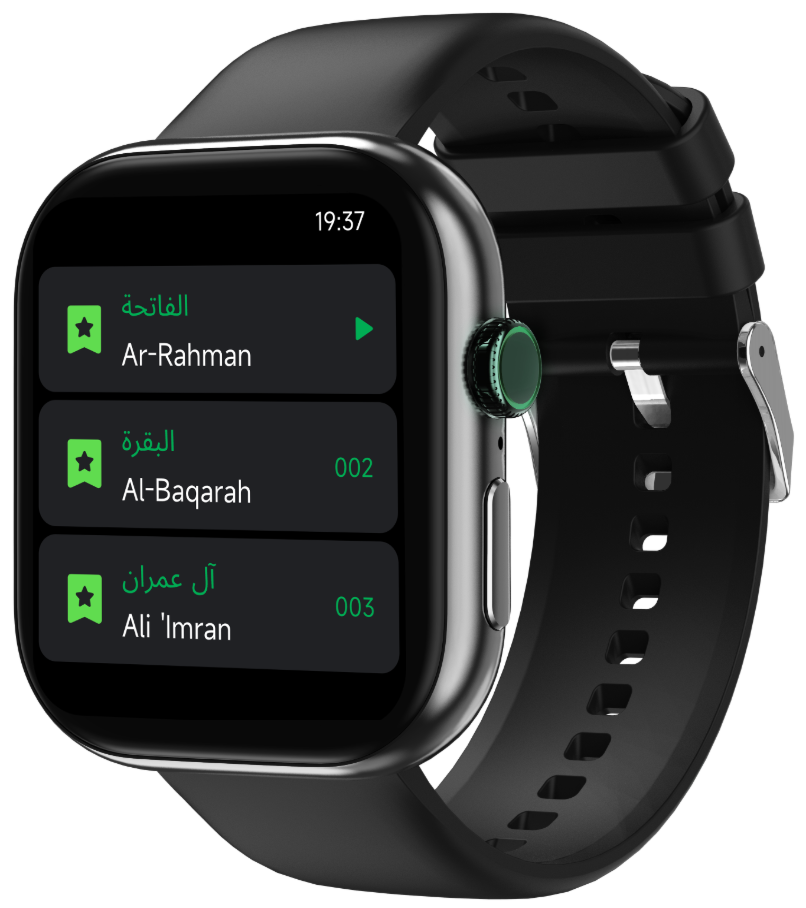 19:37
الفاتحة
Ar-Rahman
البقرة
Al-Baqarah
002
آل عمران
Ali 'Imran
003